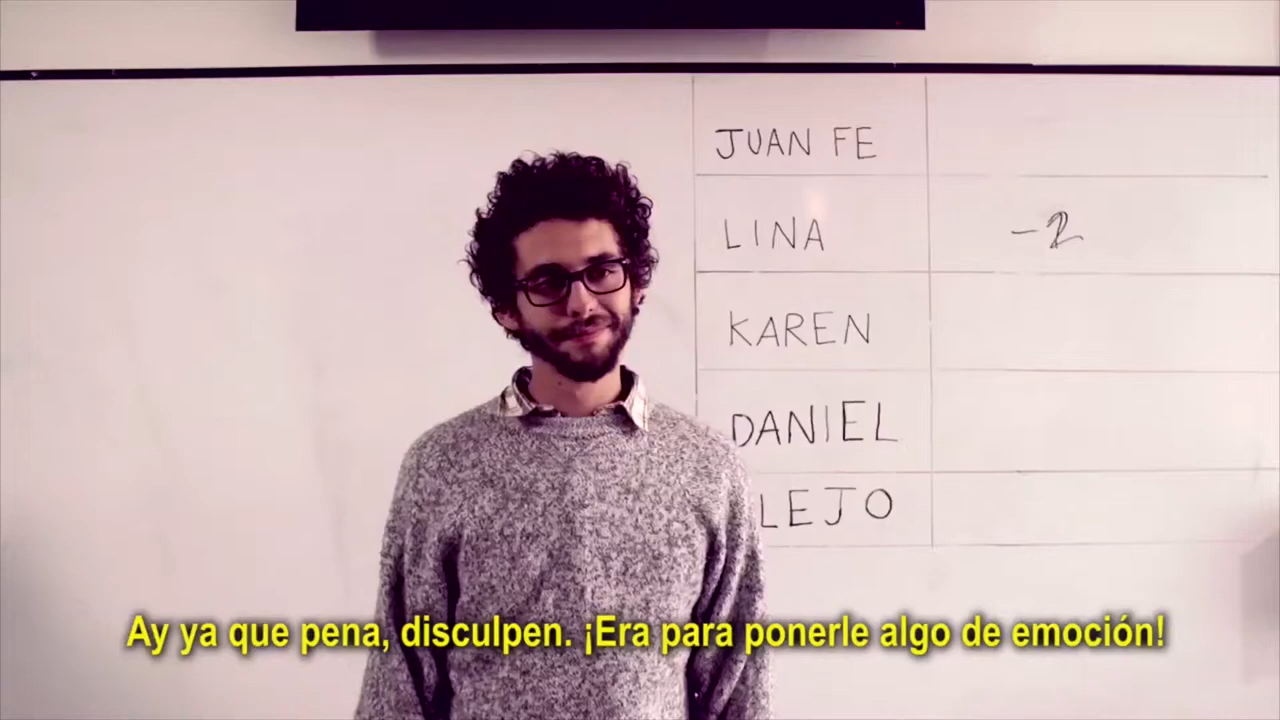 JUAN FE
LINA -2
KAREN
DANIEL
LEJO
Ay ya que pena, disculpen. ¡Era para ponerle algo de emoción!